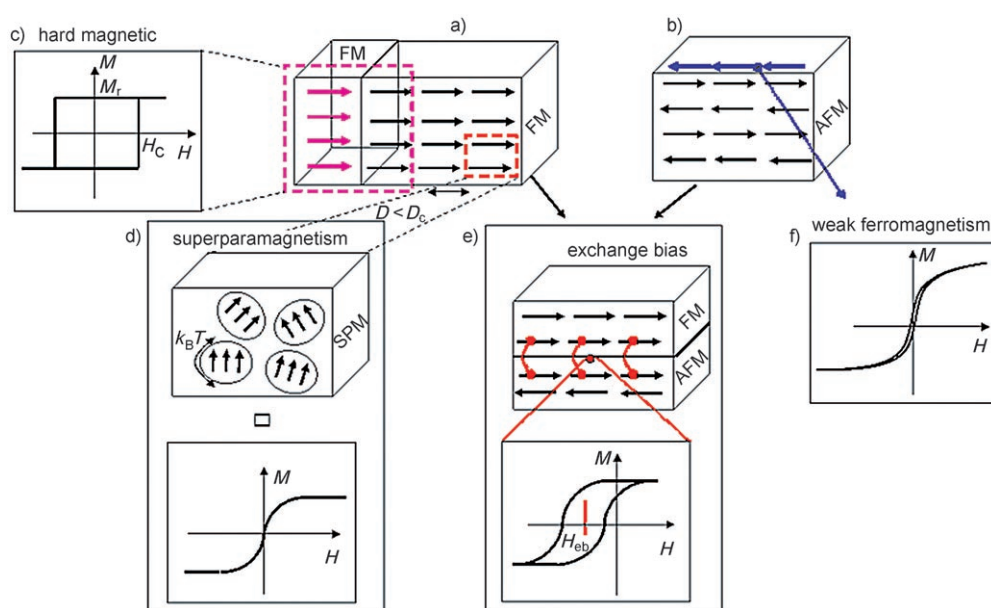 a)
FM
FM
b)
AFM
c) hard magnetic
M
Mr
HC
H
D < Dc
d)
superparamagnetism
kBT
SPM
M
H
e)
exchange bias
FM
AFM
M
Heb
H
f) weak ferromagnetism
M
H